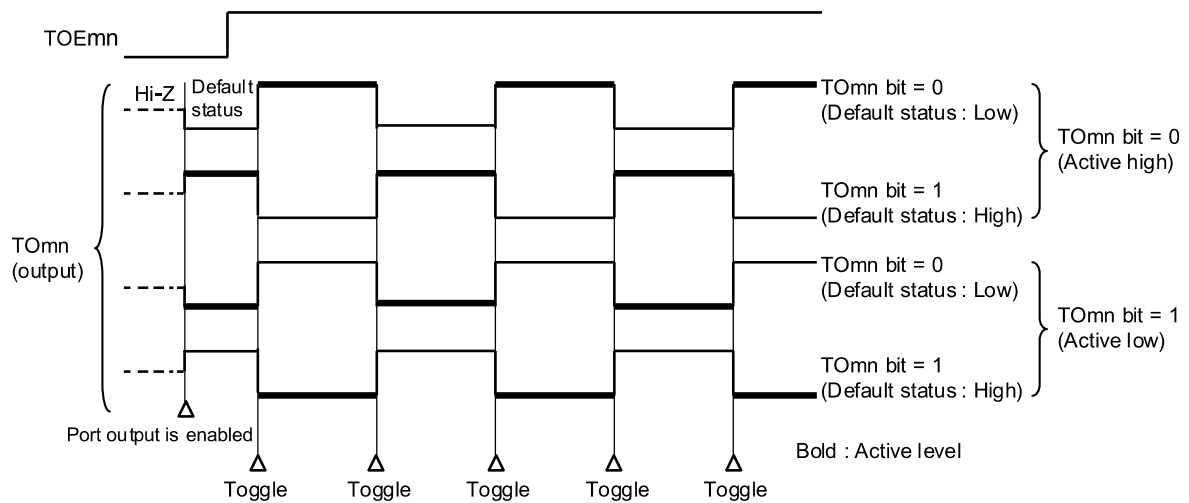 TOEmn
Hi-Z
Default
status
TOmn bit = 0
(Default status : Low)
TOmn bit = 0
(Active high)
TOmn bit = 1
(Default status : High)
TOmn
(output)
TOmn bit = 0
(Default status : Low)
TOmn bit = 1
(Active low)
TOmn bit = 1
(Default status : High)
Port output is enabled
Bold : Active level
Toggle
Toggle
Toggle
Toggle
Toggle